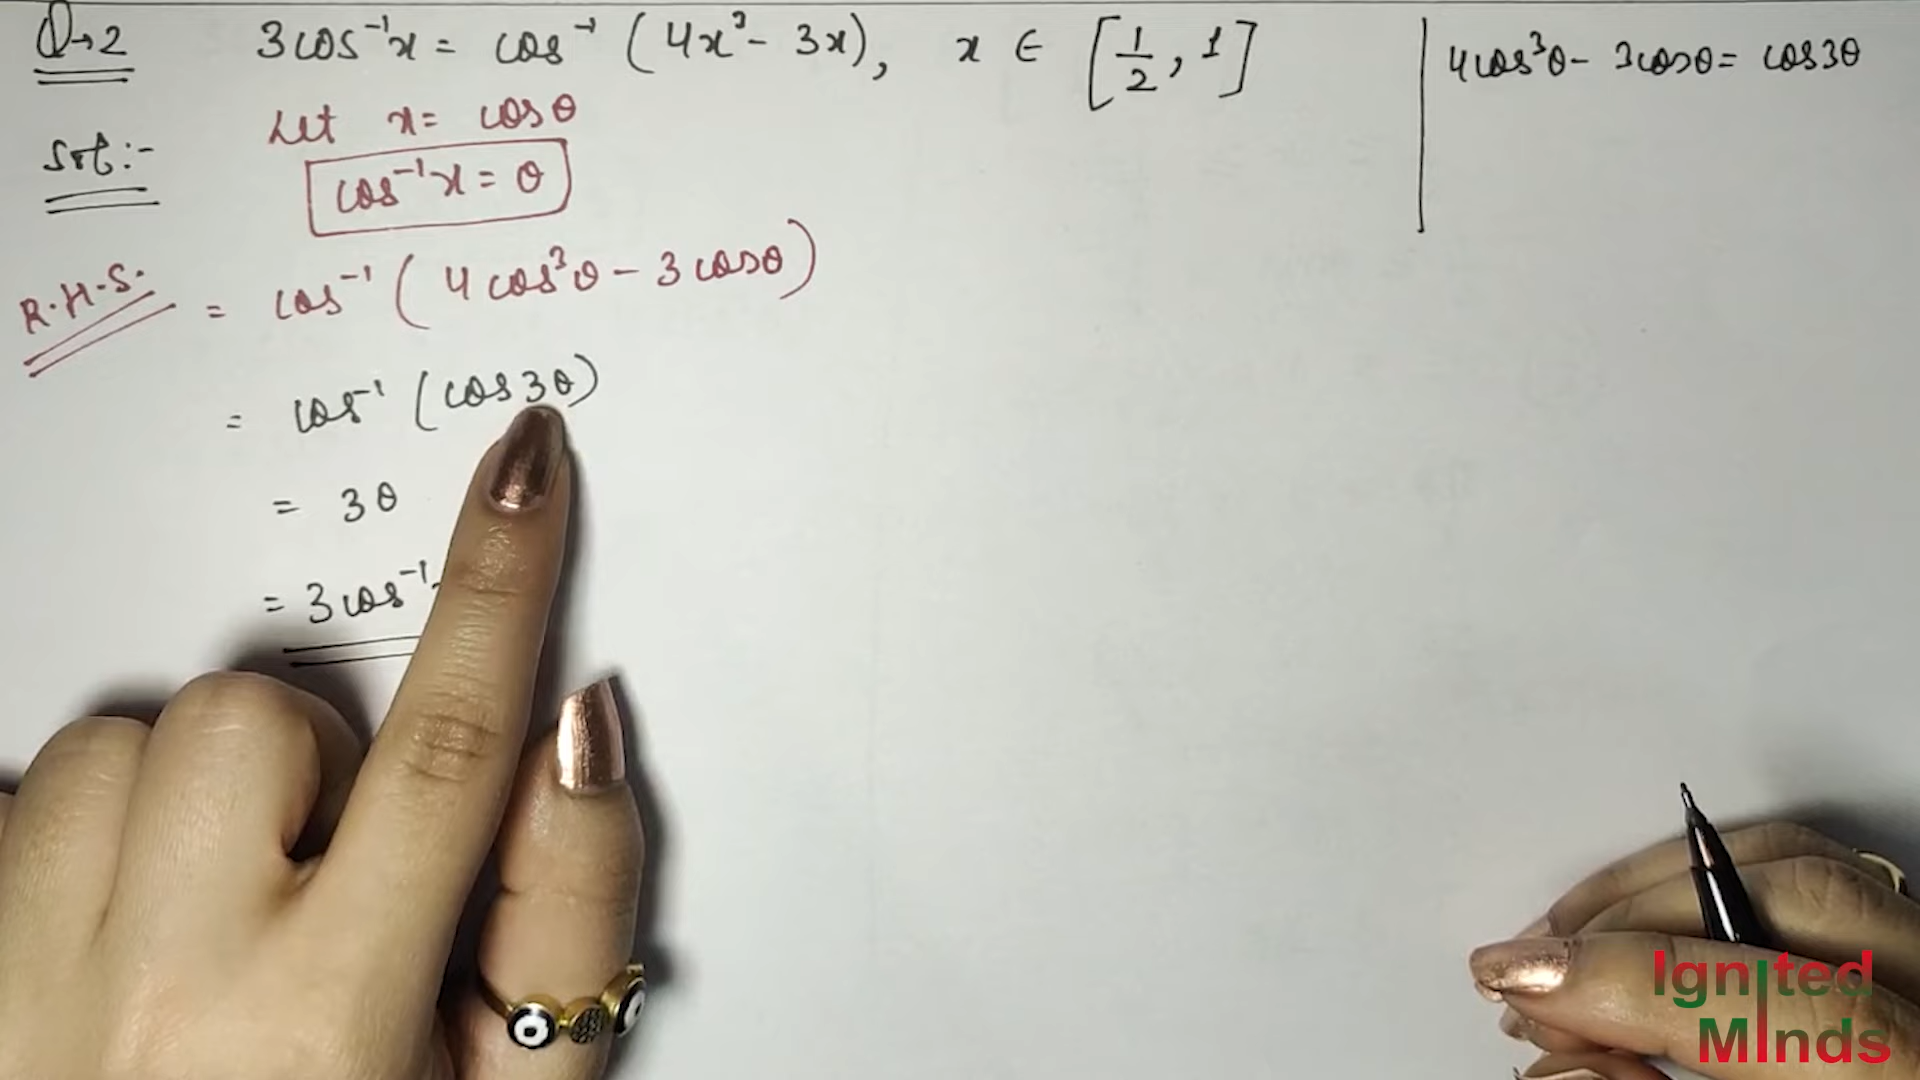 Q→2 3cos⁻¹x = cos⁻¹ (4x³ - 3x), x ∈ [1/2, 1]
4cos³θ - 3cosθ = cos3θ
Sol:- Let x = cosθ
cos⁻¹x = θ
R.H.S. = cos⁻¹ (4cos³θ - 3cosθ)
= cos⁻¹ (cos3θ)
= 3θ
= 3cos⁻¹
Ignited
Minds